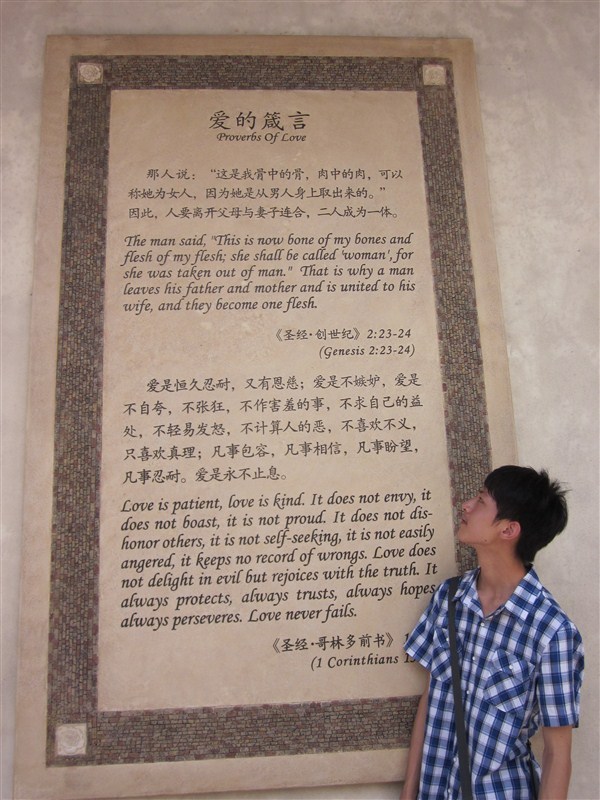 爱的箴言
Proverbs Of Love
那人说：“这是我骨中的骨，肉中的肉，可以
称她为女人，因为她是从男人身上取出来的。”
因此，人要离开父母与妻子连合，二人成为一体。
The man said, "This is now bone of my bones and
flesh of my flesh; she shall be called 'woman', for
she was taken out of man." That is why a man
leaves his father and mother and is united to his
wife, and they become one flesh.
《圣经·创世纪》2:23-24
(Genesis 2:23-24)
爱是恒久忍耐，又有恩慈；爱是不嫉妒，爱是
不自夸，不张狂，不作害羞的事，不求自己的益
处，不轻易发怒，不计算人的恶，不喜欢不义，
只喜欢真理；凡事包容，凡事相信，凡事盼望，
凡事忍耐。爱是永不止息。
Love is patient, love is kind. It does not envy, it
does not boast, it is not proud. It does not dis-
honor others, it is not self-seeking, it is not easily
angered, it keeps no record of wrongs. Love does
not delight in evil but rejoices with the truth. It
always protects, always trusts, always hopes
always perseveres. Love never fails.
《圣经·哥林多前书》
(1 Corinthians